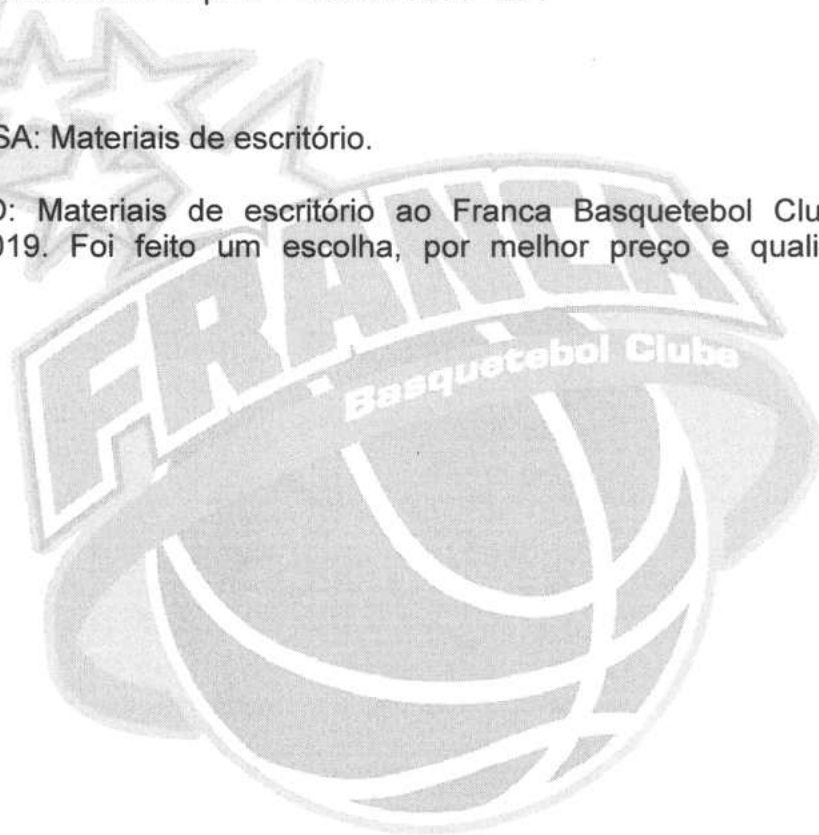 SA: Materiais de escritório.
O: Materiais de escritório ao Franca Basquetebol Clu
019. Foi feito um escolha, por melhor preço e quali
FRANCA
Basquetebol Clube